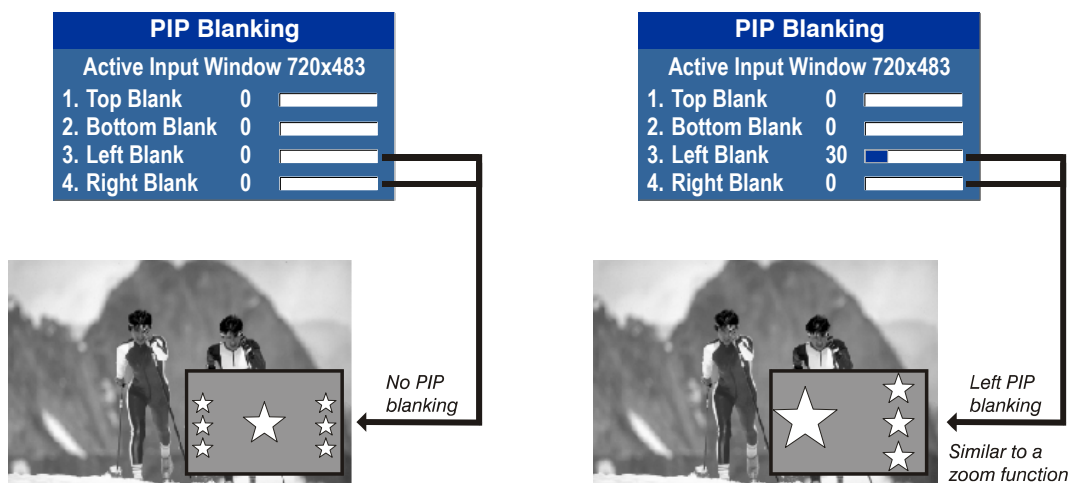 PIP Blanking
Active Input Window 720x483
1. Top Blank 0
2. Bottom Blank 0
3. Left Blank 0
4. Right Blank 0
No PIP
blanking
PIP Blanking
Active Input Window 720x483
1. Top Blank 0
2. Bottom Blank 0
3. Left Blank 30
4. Right Blank 0
Left PIP
blanking
Similar to a
zoom function